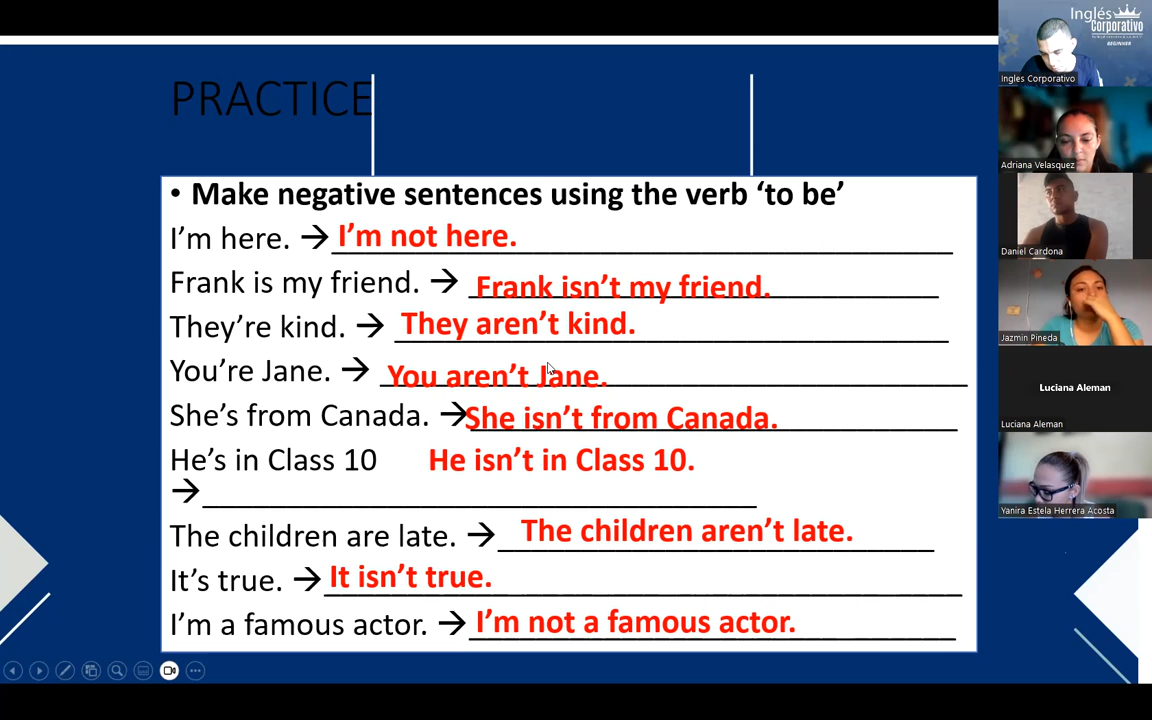 PRACTICE
• Make negative sentences using the verb ‘to be’
I’m here. → I’m not here.
Frank is my friend. → Frank isn’t my friend.
They’re kind. → They aren’t kind.
You’re Jane. → You aren’t Jane.
She’s from Canada. → She isn’t from Canada.
He’s in Class 10 He isn’t in Class 10.
→
The children are late. → The children aren’t late.
It’s true. → It isn’t true.
I’m a famous actor. → I’m not a famous actor.
Inglés
Corporativo
BEGINNER
Ingles Corporativo
Adriana Velasquez
Daniel Cardona
Jazmin Pineda
Luciana Aleman
Luciana Aleman
Yanira Estela Herrera Acosta